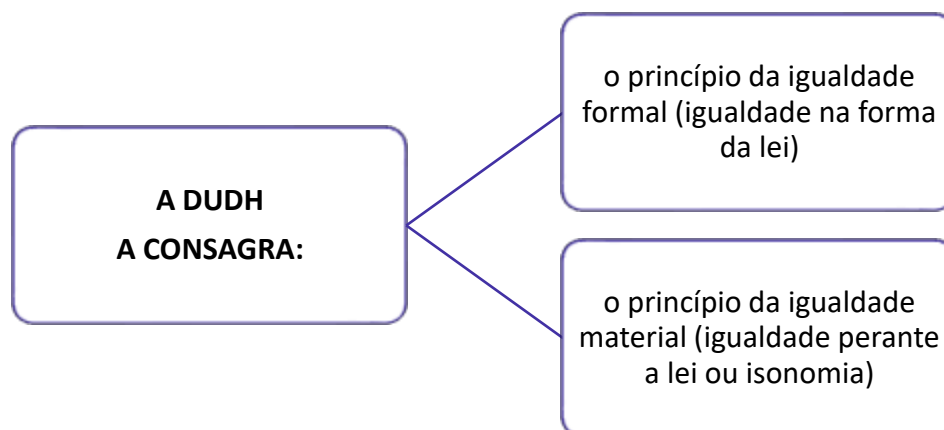 A DUDH
A CONSAGRA:
o princípio da igualdade
formal (igualdade na forma
da lei)
o princípio da igualdade
material (igualdade perante
a lei ou isonomia)